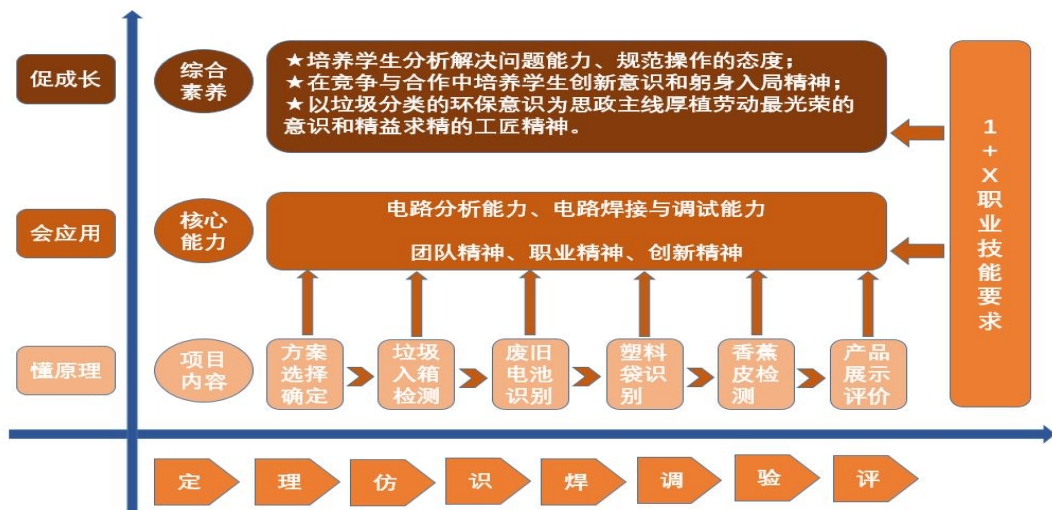 促成长
综合
素养
★培养学生分析解决问题能力、规范操作的态度；
★在竞争与合作中培养学生创新意识和躬身入局精神；
★以垃圾分类的环保意识为思政主线厚植劳动最光荣的
意识和精益求精的工匠精神。
会应用
核心
能力
电路分析能力、电路焊接与调试能力
团队精神、职业精神、创新精神
懂原理
项目
内容
方案
选择
确定
垃圾
入箱
检测
废旧
电池
识别
塑料
袋识
别
香蕉
皮检
测
产品
展示
评价
1
+
X
职
业
技
能
要
求
定
理
仿
识
焊
调
验
评